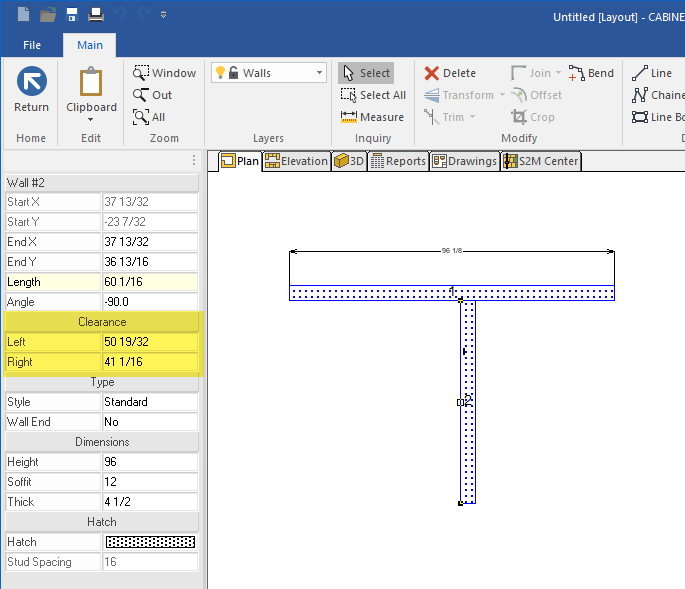 Untitled [Layout] - CABINE
File Main
Return
Clipboard
Window
Out
All
Walls
Select
Select All
Measure
Delete
Transform
Trim
Join
Offset
Crop
Bend
Line
Chaine
Line Bo
Home Edit Zoom Layers Inquiry Modify
Plan Elevation 3D Reports Drawings S2M Center
Wall #2
Start X 37 13/32
Start Y -23 7/32
End X 37 13/32
End Y 36 13/16
Length 60 1/16
Angle -90.0
Clearance
Left 50 19/32
Right 41 1/16
Type
Style Standard
Wall End No
Dimensions
Height 96
Soffit 12
Thick 4 1/2
Hatch
Hatch
Stud Spacing 16
96 1/8
1
2